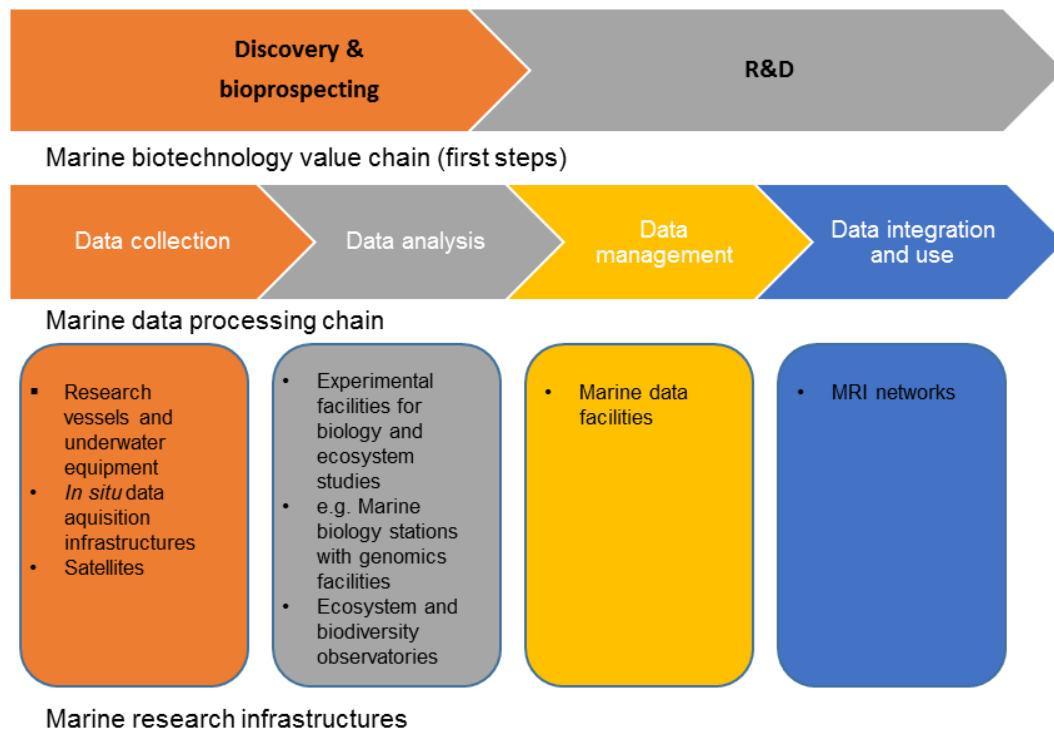 Discovery &
bioprospecting
R&D
Marine biotechnology value chain (first steps)
Data collection
Data analysis
Data
management
Data integration
and use
Marine data processing chain
▪ Research
vessels and
underwater
equipment
• In situ data
aquisition
infrastructures
• Satellites
• Experimental
facilities for
biology and
ecosystem
studies
• e.g. Marine
biology stations
with genomics
facilities
• Ecosystem and
biodiversity
observatories
• Marine data
facilities
• MRI networks
Marine research infrastructures